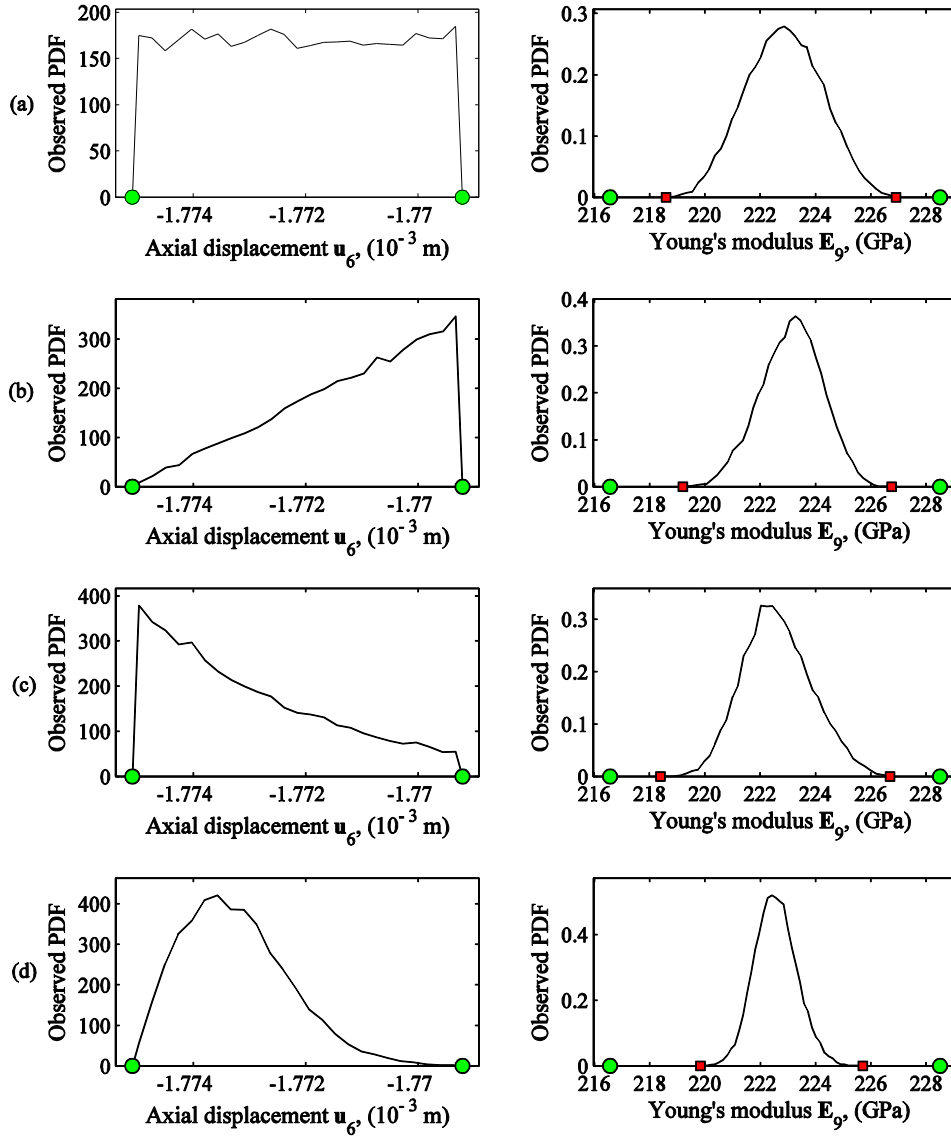 (a)
Observed PDF
200
150
100
50
0
-1.774 -1.772 -1.77
Axial displacement u6, (10-3 m)
Observed PDF
0.3
0.2
0.1
0
216 218 220 222 224 226 228
Young's modulus E9, (GPa)
(b)
Observed PDF
300
200
100
0
-1.774 -1.772 -1.77
Axial displacement u6, (10-3 m)
Observed PDF
0.4
0.3
0.2
0.1
0
216 218 220 222 224 226 228
Young's modulus E9, (GPa)
(c)
Observed PDF
400
300
200
100
0
-1.774 -1.772 -1.77
Axial displacement u6, (10-3 m)
Observed PDF
0.3
0.2
0.1
0
216 218 220 222 224 226 228
Young's modulus E9, (GPa)
(d)
Observed PDF
400
300
200
100
0
-1.774 -1.772 -1.77
Axial displacement u6, (10-3 m)
Observed PDF
0.4
0.2
0
216 218 220 222 224 226 228
Young's modulus E9, (GPa)